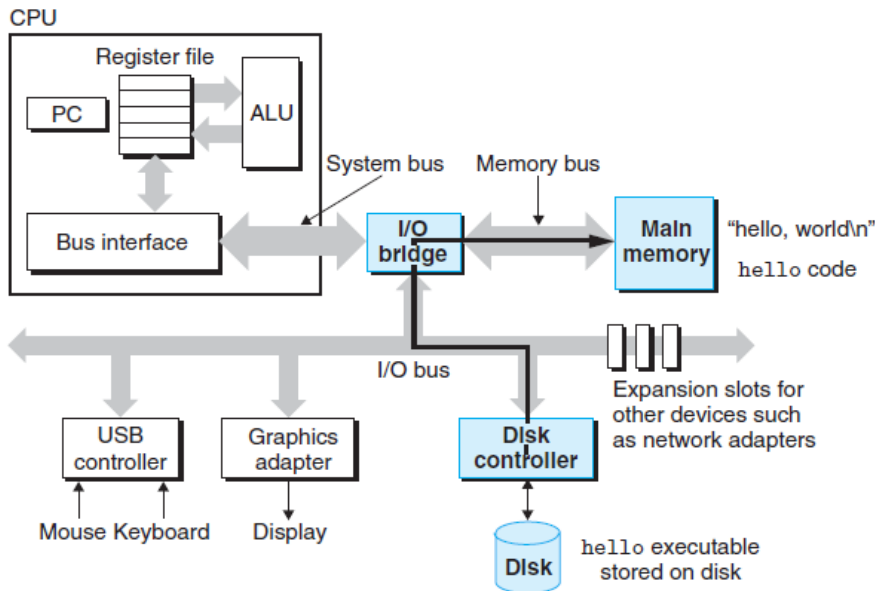 CPU
Register file
PC
ALU
System bus
Memory bus
Bus interface
I/O
bridge
Main
memory
“hello, world\n”
hello code
I/O bus
Expansion slots for
other devices such
as network adapters
USB
controller
Graphics
adapter
Disk
controller
Mouse Keyboard
Display
Disk
hello executable
stored on disk